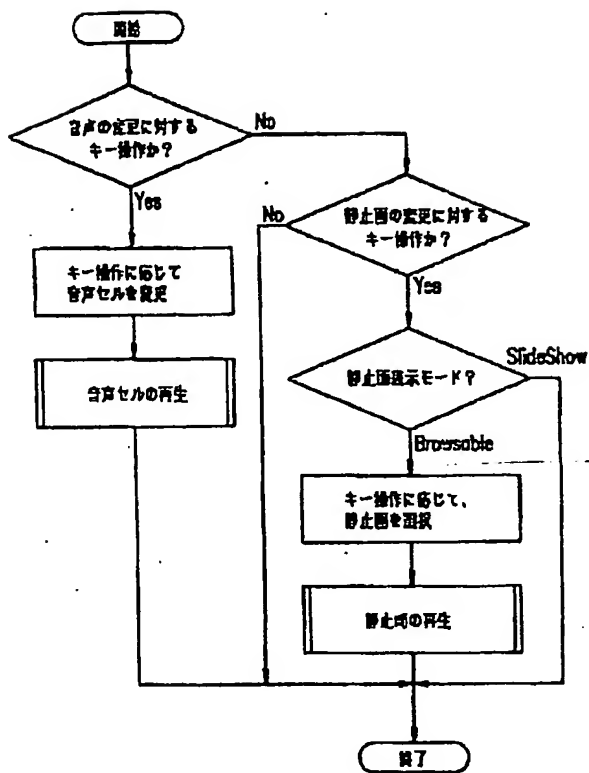 開始
音声の変更に対する
キー操作か?
No
Yes
静止画の変更に対する
キー操作か?
No
Yes
キー操作に応じて
音声セルを変更
音声セルの再生
静止画表示モード?
SlideShow
Browsable
キー操作に応じて、
静止画を選択
静止画の再生
終了